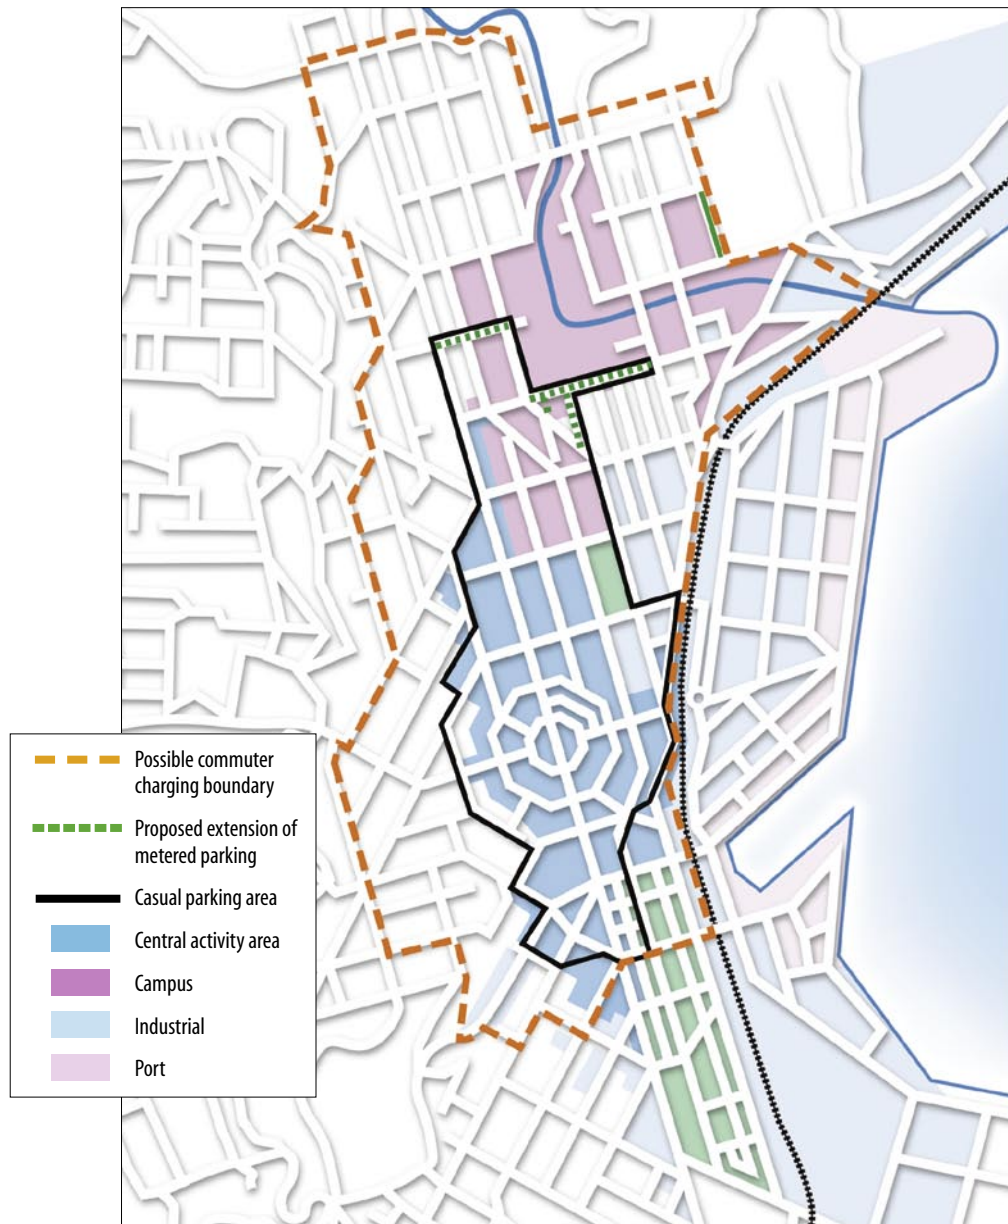 Possible commuter
charging boundary
Proposed extension of
metered parking
Casual parking area
Central activity area
Campus
Industrial
Port